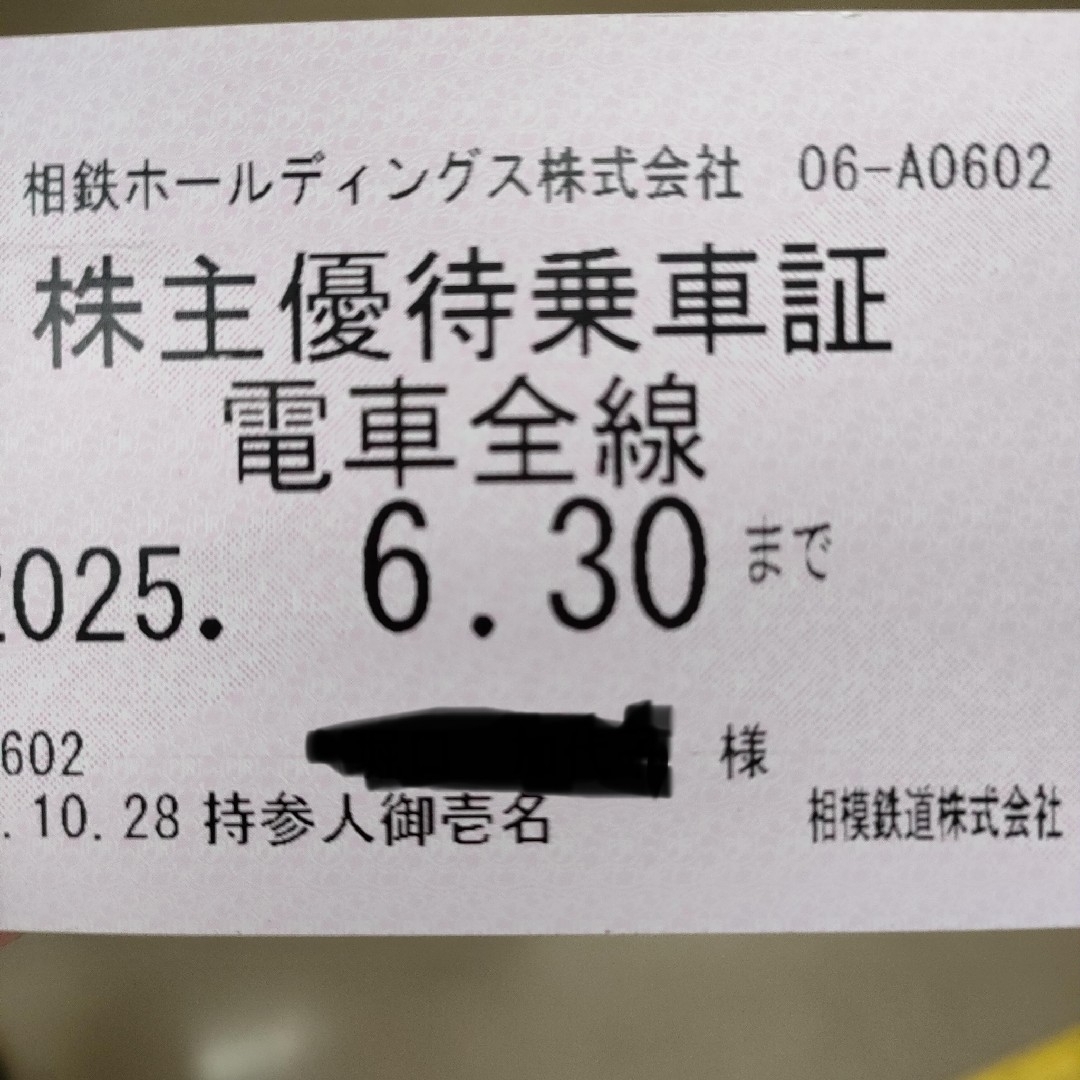 相鉄ホールディングス株式会社 06-A0602
株主優待乗車証
電車全線
2025. 6.30 まで
602 様
.10.28 持参人御壱名 相模鉄道株式会社